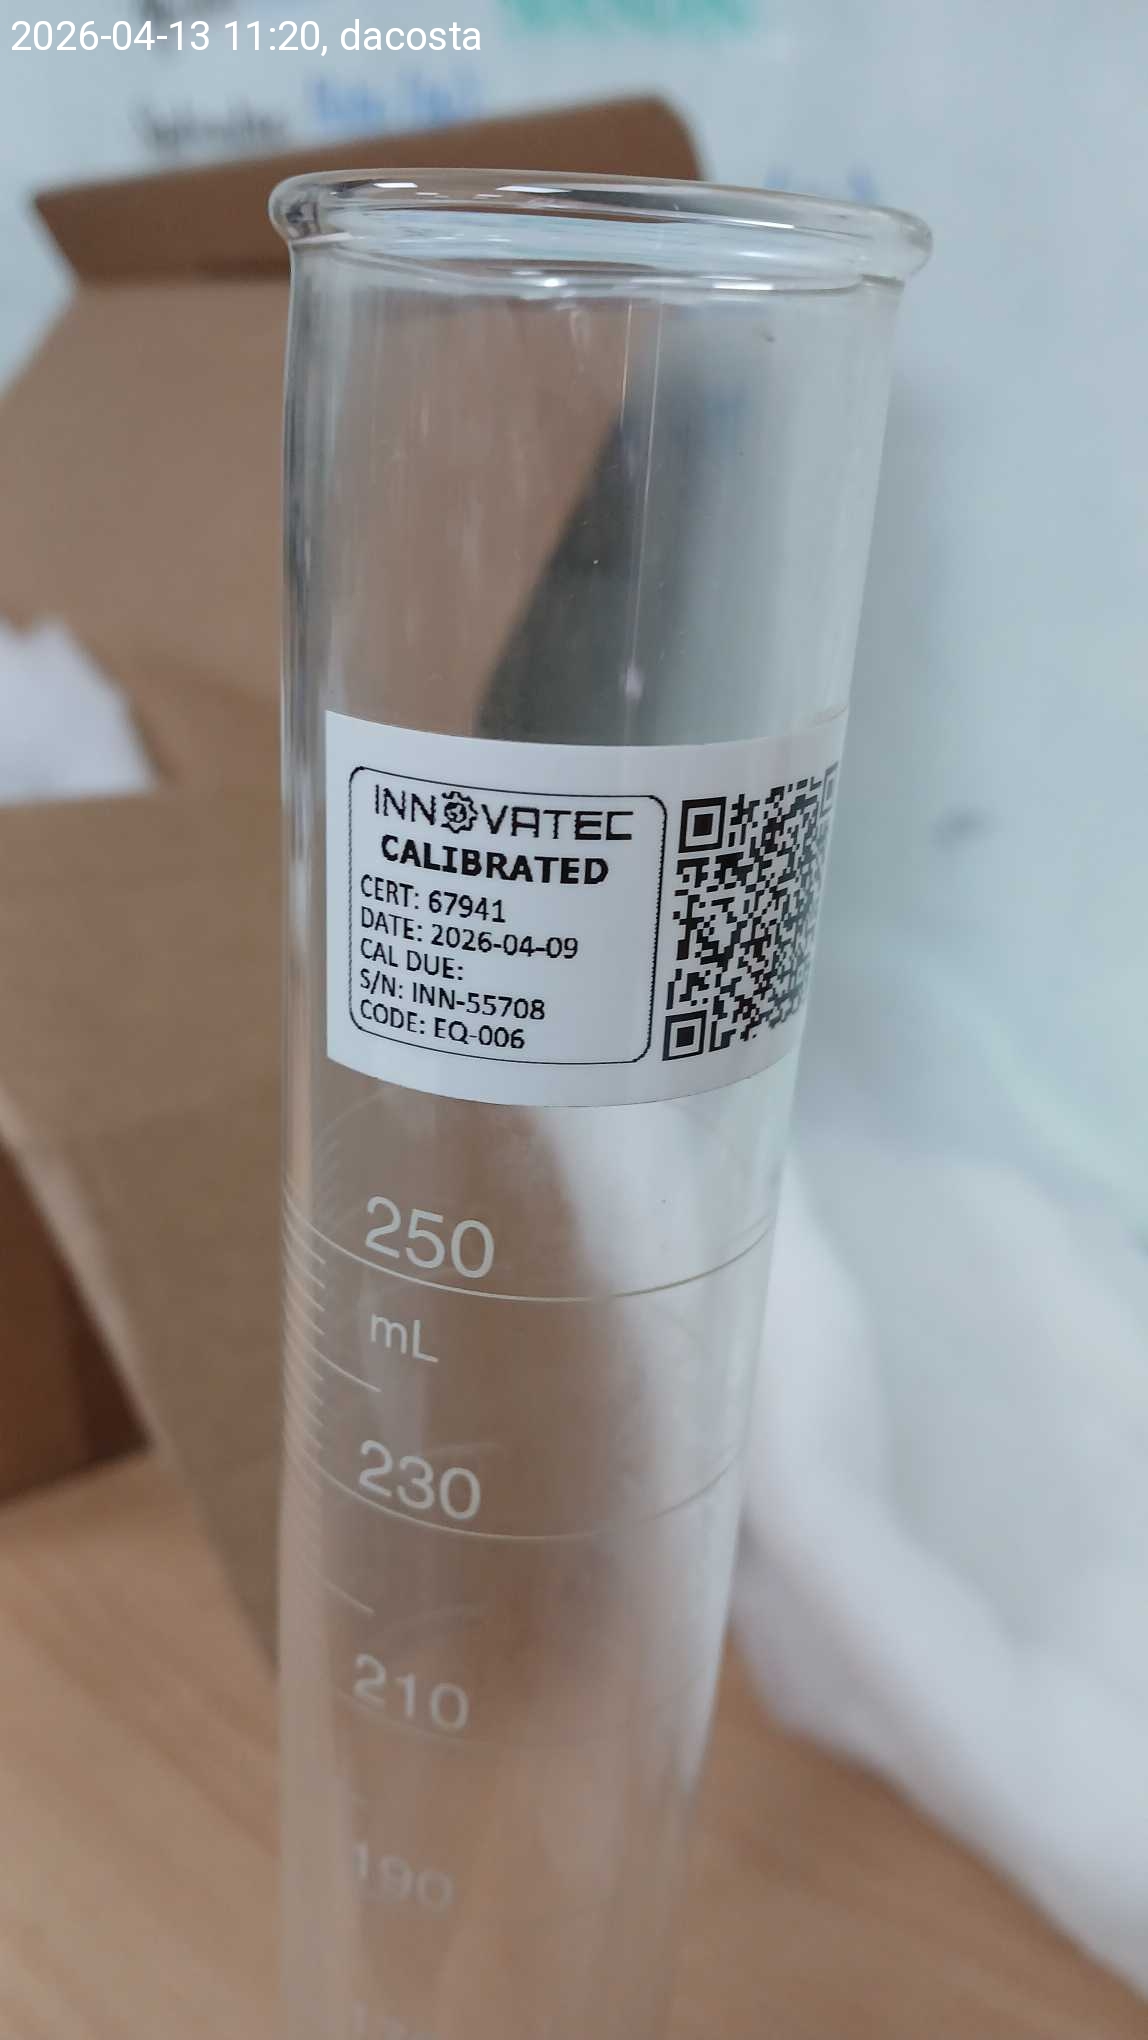 2026-04-13 11:20, dacosta
INNOVATEC
CALIBRATED
CERT: 67941
DATE: 2026-04-09
CAL DUE:
S/N: INN-55708
CODE: EQ-006
250
mL
230
210
190